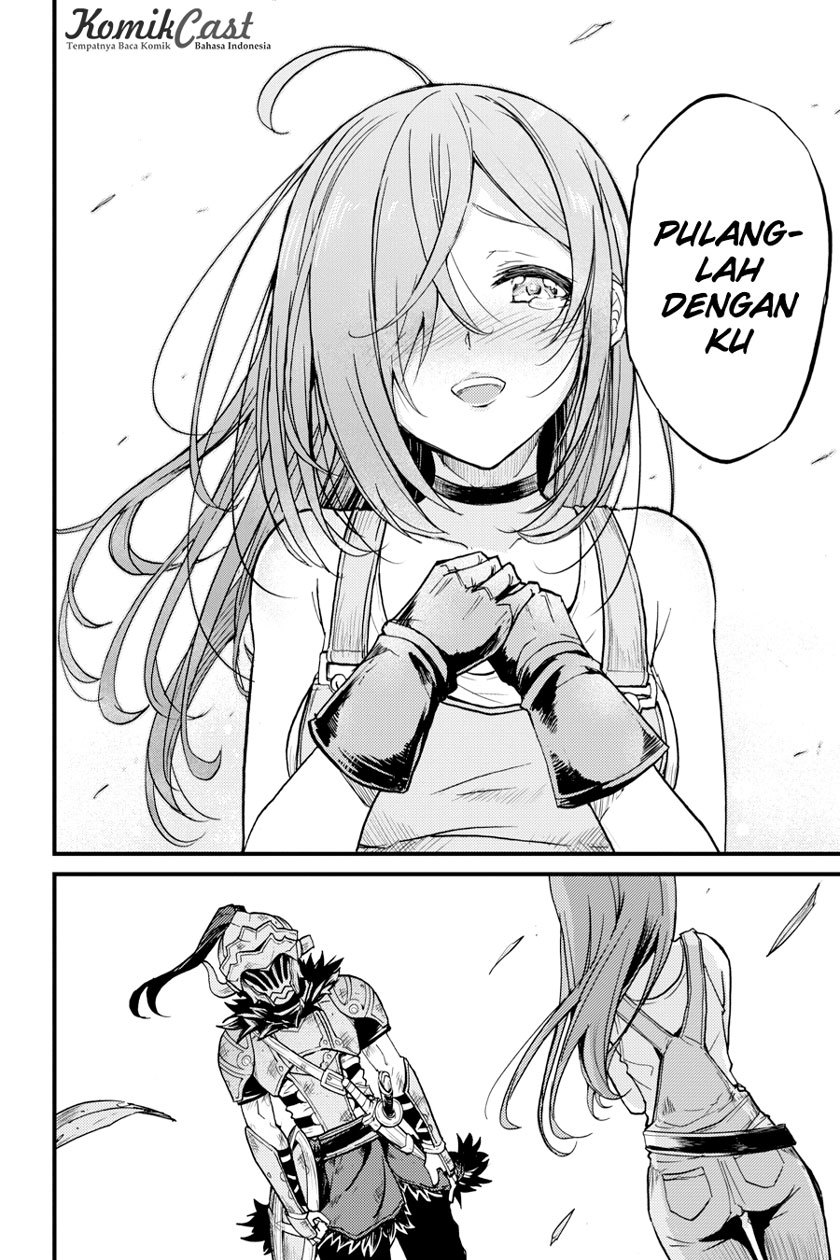 KomikCast
Tempatnya Baca Komik Bahasa Indonesia
PULANG-
LAH
DENGAN
KU